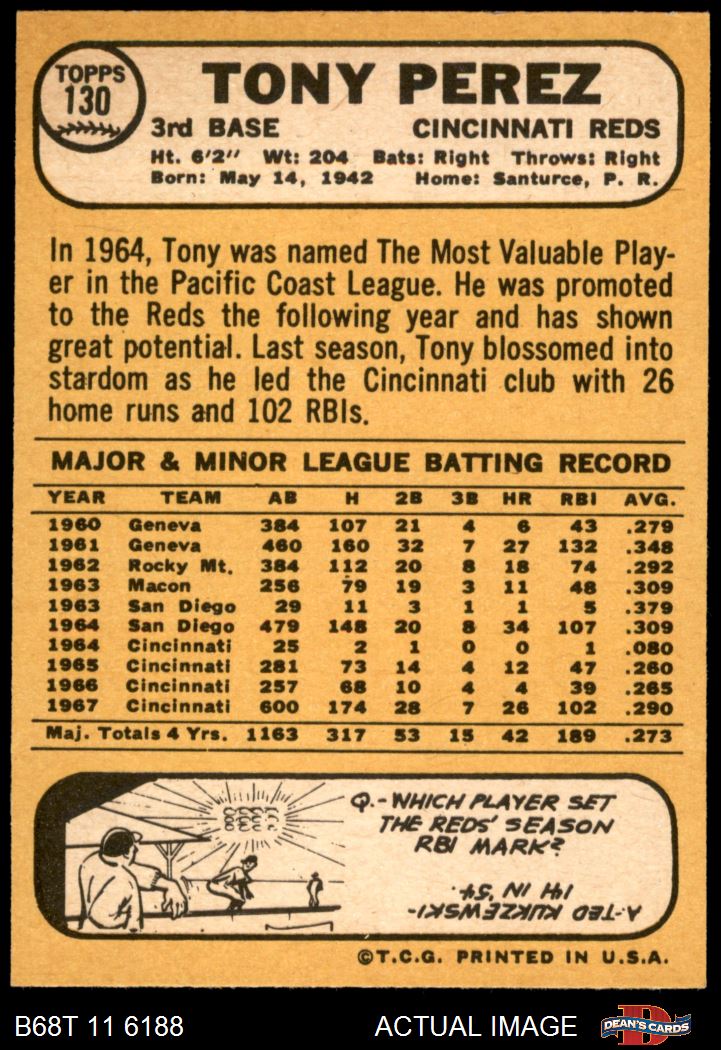 TOPPS
130
TONY PEREZ
3rd BASE CINCINNATI REDS
Ht. 6'2" Wt: 204 Bats: Right Throws: Right
Born: May 14, 1942 Home: Santurce, P. R.
In 1964, Tony was named The Most Valuable Play-
er in the Pacific Coast League. He was promoted
to the Reds the following year and has shown
great potential. Last season, Tony blossomed into
stardom as he led the Cincinnati club with 26
home runs and 102 RBIs.
MAJOR & MINOR LEAGUE BATTING RECORD
YEAR TEAM AB H 2B 3B HR RBI AVG.
1960 Geneva 384 107 21 4 6 43 .279
1961 Geneva 460 160 32 7 27 132 .348
1962 Rocky Mt. 384 112 20 8 18 74 .292
1963 Macon 256 79 19 3 11 48 .309
1963 San Diego 29 11 3 1 1 5 .379
1964 San Diego 479 148 20 8 34 107 .309
1964 Cincinnati 25 2 1 0 0 1 .080
1965 Cincinnati 281 73 14 4 12 47 .260
1966 Cincinnati 257 68 10 4 4 39 .265
1967 Cincinnati 600 174 28 7 26 102 .290
Maj. Totals 4 Yrs. 1163 317 53 15 42 189 .273
Q.-WHICH PLAYER SET
THE REDS' SEASON
RBI MARK?
A-TED KLUZEWSKI-
141 IN '54.
©T.C.G. PRINTED IN U.S.A.
B68T 11 6188 ACTUAL IMAGE DEAN'S CARDS